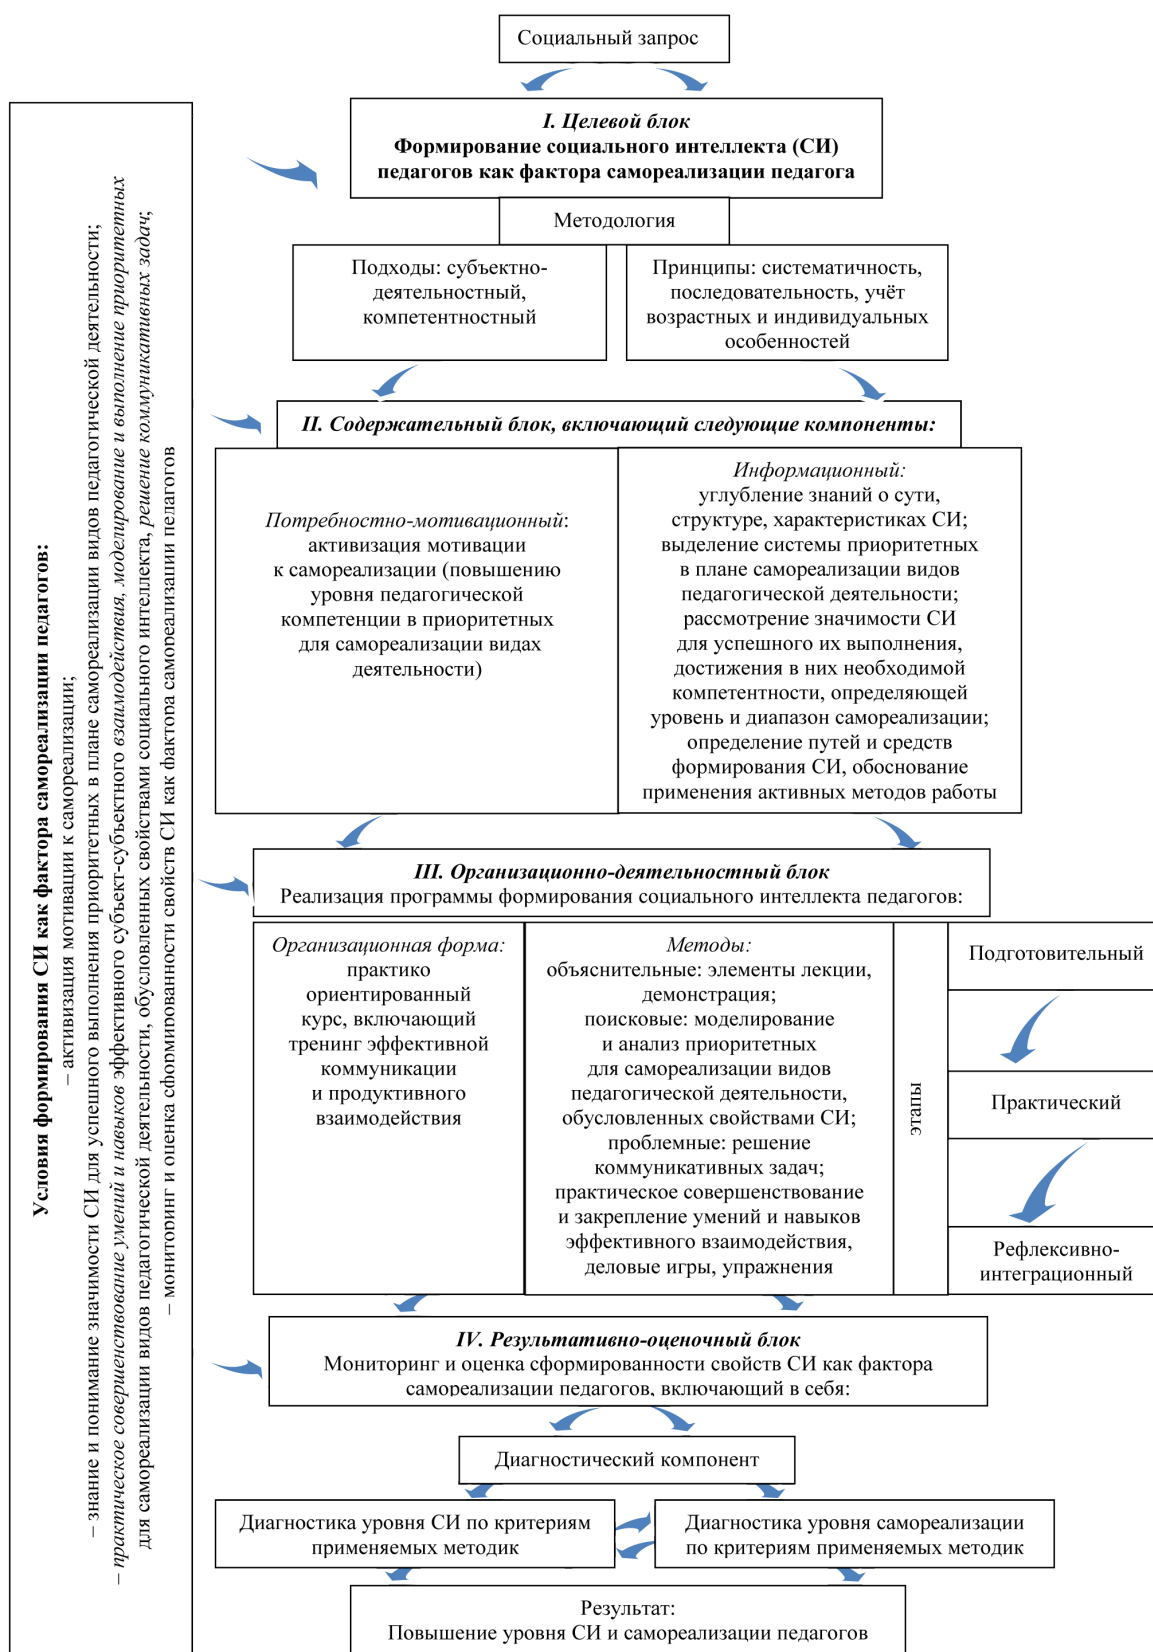 Социальный запрос
I. Целевой блок
Формирование социального интеллекта (СИ)
педагогов как фактора самореализации педагога
Методология
Подходы: субъектно-
деятельностный,
компетентностный
Принципы: систематичность,
последовательность, учёт
возрастных и индивидуальных
особенностей
Условия формирования СИ как фактора самореализации педагогов:
– активизация мотивации к самореализации;
– знание и понимание значимости СИ для успешного выполнения приоритетных в плане самореализации видов педагогической деятельности;
– практическое совершенствование умений и навыков эффективного субъект-субъектного взаимодействия, моделирование и выполнение приоритетных
для самореализации видов педагогической деятельности, обусловленных свойствами социального интеллекта, решение коммуникативных задач;
– мониторинг и оценка сформированности свойств СИ как фактора самореализации педагогов
II. Содержательный блок, включающий следующие компоненты:
Потребностно-мотивационный:
активизация мотивации
к самореализации (повышению
уровня педагогической
компетенции в приоритетных
для самореализации видах
деятельности)
Информационный:
углубление знаний о сути,
структуре, характеристиках СИ;
выделение системы приоритетных
в плане самореализации видов
педагогической деятельности;
рассмотрение значимости СИ
для успешного их выполнения,
достижения в них необходимой
компетентности, определяющей
уровень и диапазон самореализации;
определение путей и средств
формирования СИ, обоснование
применения активных методов работы
III. Организационно-деятельностный блок
Реализация программы формирования социального интеллекта педагогов:
Организационная форма:
практико
ориентированный
курс, включающий
тренинг эффективной
коммуникации
и продуктивного
взаимодействия
Методы:
объяснительные: элементы лекции,
демонстрация;
поисковые: моделирование
и анализ приоритетных
для самореализации видов
педагогической деятельности,
обусловленных свойствами СИ;
проблемные: решение
коммуникативных задач;
практическое совершенствование
и закрепление умений и навыков
эффективного взаимодействия,
деловые игры, упражнения
этапы
Подготовительный
Практический
Рефлексивно-
интеграционный
IV. Результативно-оценочный блок
Мониторинг и оценка сформированности свойств СИ как фактора
самореализации педагогов, включающий в себя:
Диагностический компонент
Диагностика уровня СИ по критериям
применяемых методик
Диагностика уровня самореализации
по критериям применяемых методик
Результат:
Повышение уровня СИ и самореализации педагогов